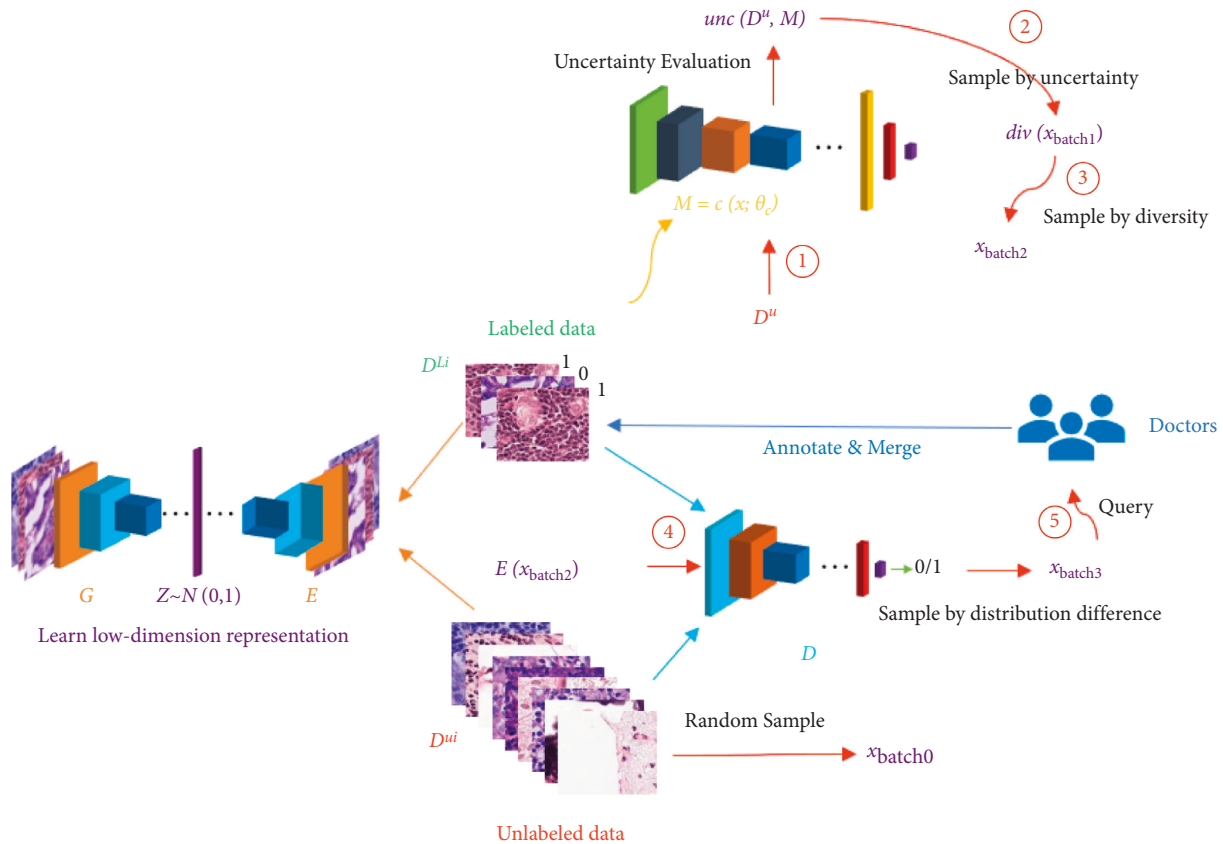 unc (Dᵘ, M)
2
Uncertainty Evaluation
Sample by uncertainty
div (x_batch1)
...
3
M = c (x; θ_c)
Sample by diversity
x_batch2
1
Dᵘ
Labeled data
D^Li
1
0
1
Doctors
Annotate & Merge
Query
5
4
... ...
E (x_batch2)
...
0/1
x_batch3
G
Z~N (0,1)
E
Sample by distribution difference
Learn low-dimension representation
D
Random Sample
D^ui
x_batch0
Unlabeled data